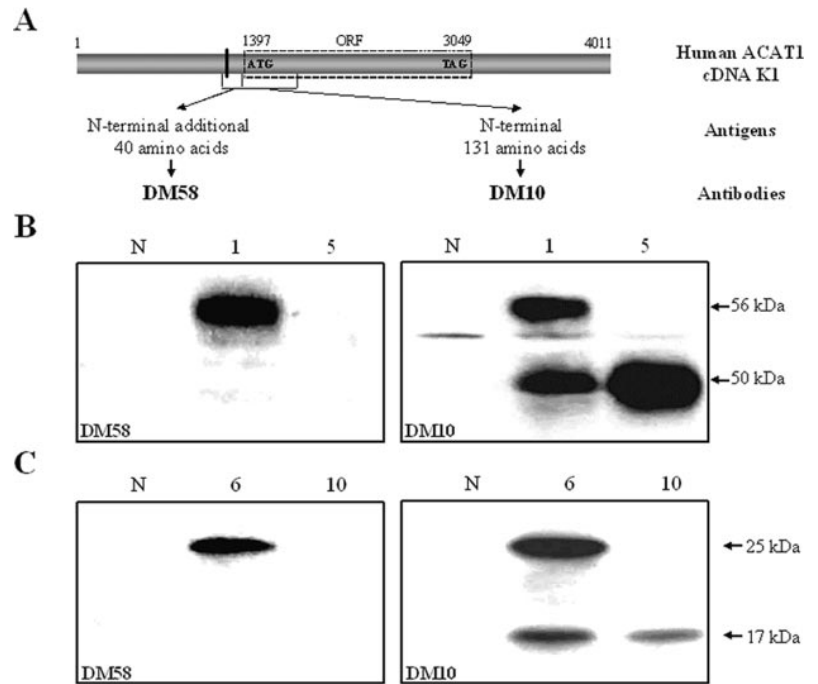 A
1 1397 ORF 3049 4011
ATG TAG
Human ACAT1
cDNA K1
N-terminal additional
40 amino acids
N-terminal
131 amino acids
Antigens
DM58 DM10 Antibodies
B
N 1 5 N 1 5
56 kDa
50 kDa
DM58 DM10
C
N 6 10 N 6 10
25 kDa
17 kDa
DM58 DM10